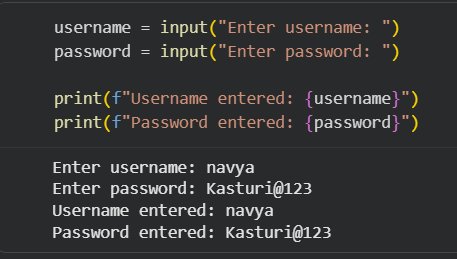 username = input("Enter username: ")
password = input("Enter password: ")
print(f"Username entered: {username}")
print(f"Password entered: {password}")
Enter username: navya
Enter password: Kasturi@123
Username entered: navya
Password entered: Kasturi@123